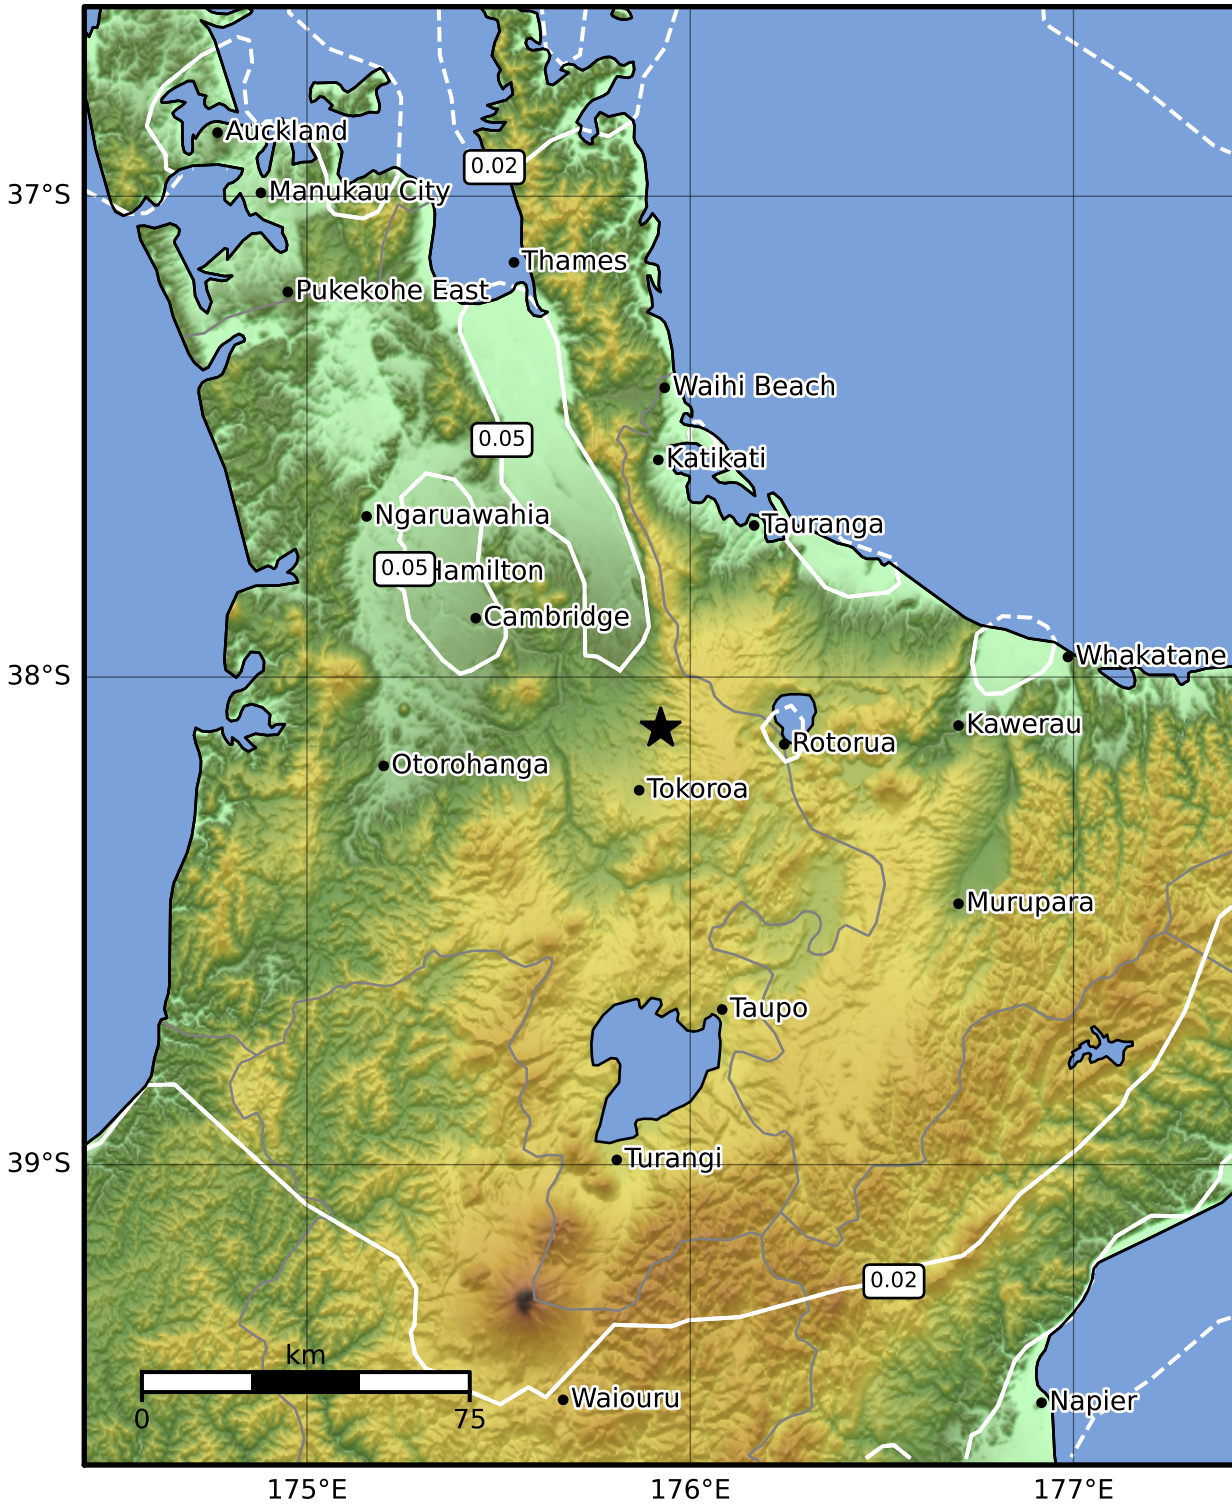 Auckland
0.02
37°S
Manukau City
Thames
Pukekohe East
Waihi Beach
0.05
Katikati
Ngaruawahia
Tauranga
0.05
Hamilton
Cambridge
Whakatane
38°S
Kawerau
Rotorua
Otorohanga
Tokoroa
Murupara
Taupo
39°S
Turangi
0.02
km
0
75
Waiouru
Napier
175°E
176°E
177°E